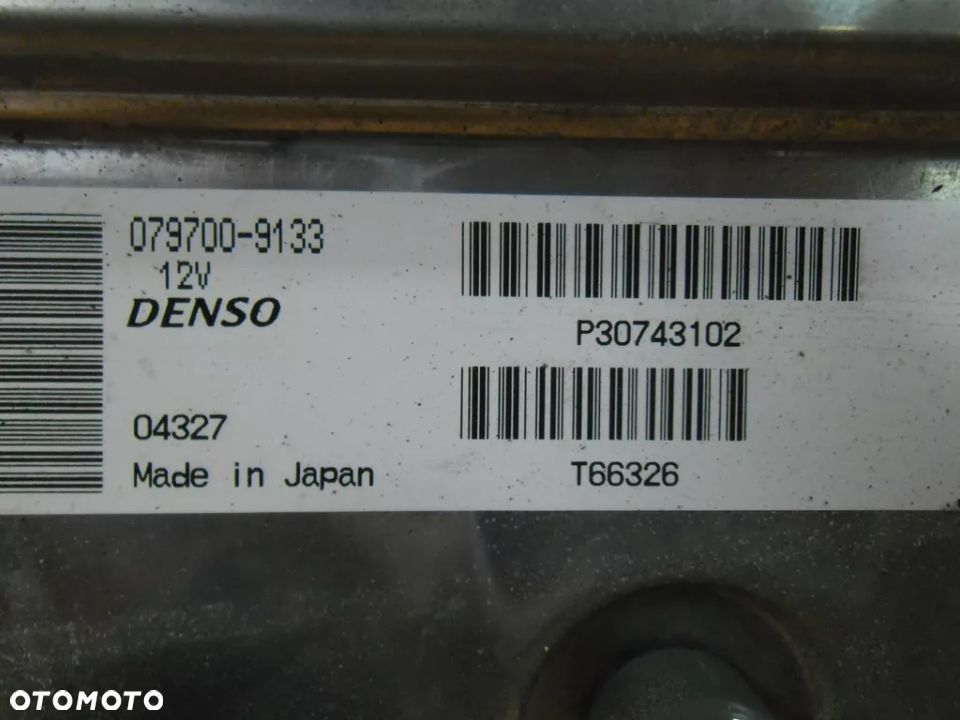 079700-9133
12V
DENSO
P30743102
04327
Made in Japan
T66326
OTOMOTO